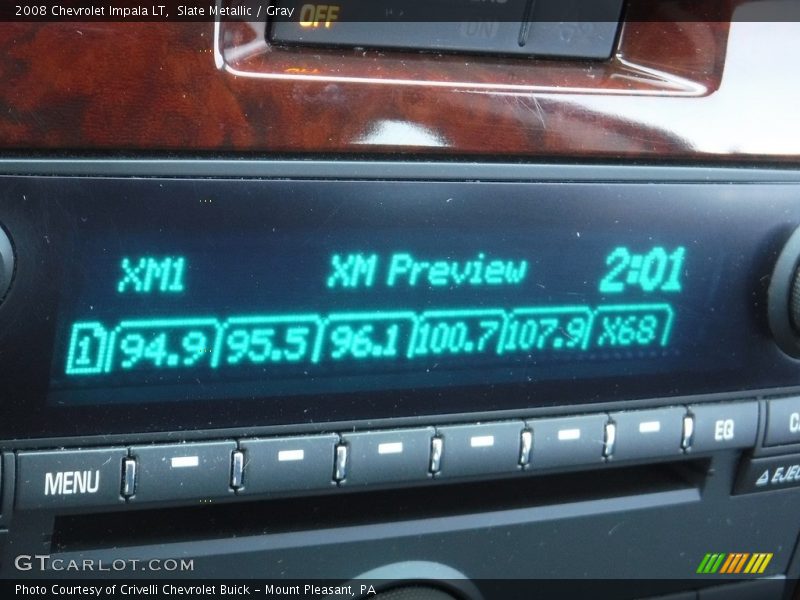 2008 Chevrolet Impala LT, Slate Metallic / Gray
OFF
ON
XM1 XM Preview 2:01
1 94.9 95.5 96.1 100.7 107.9 X68
MENU EQ
GTCARLOT.COM
Photo Courtesy of Crivelli Chevrolet Buick - Mount Pleasant, PA